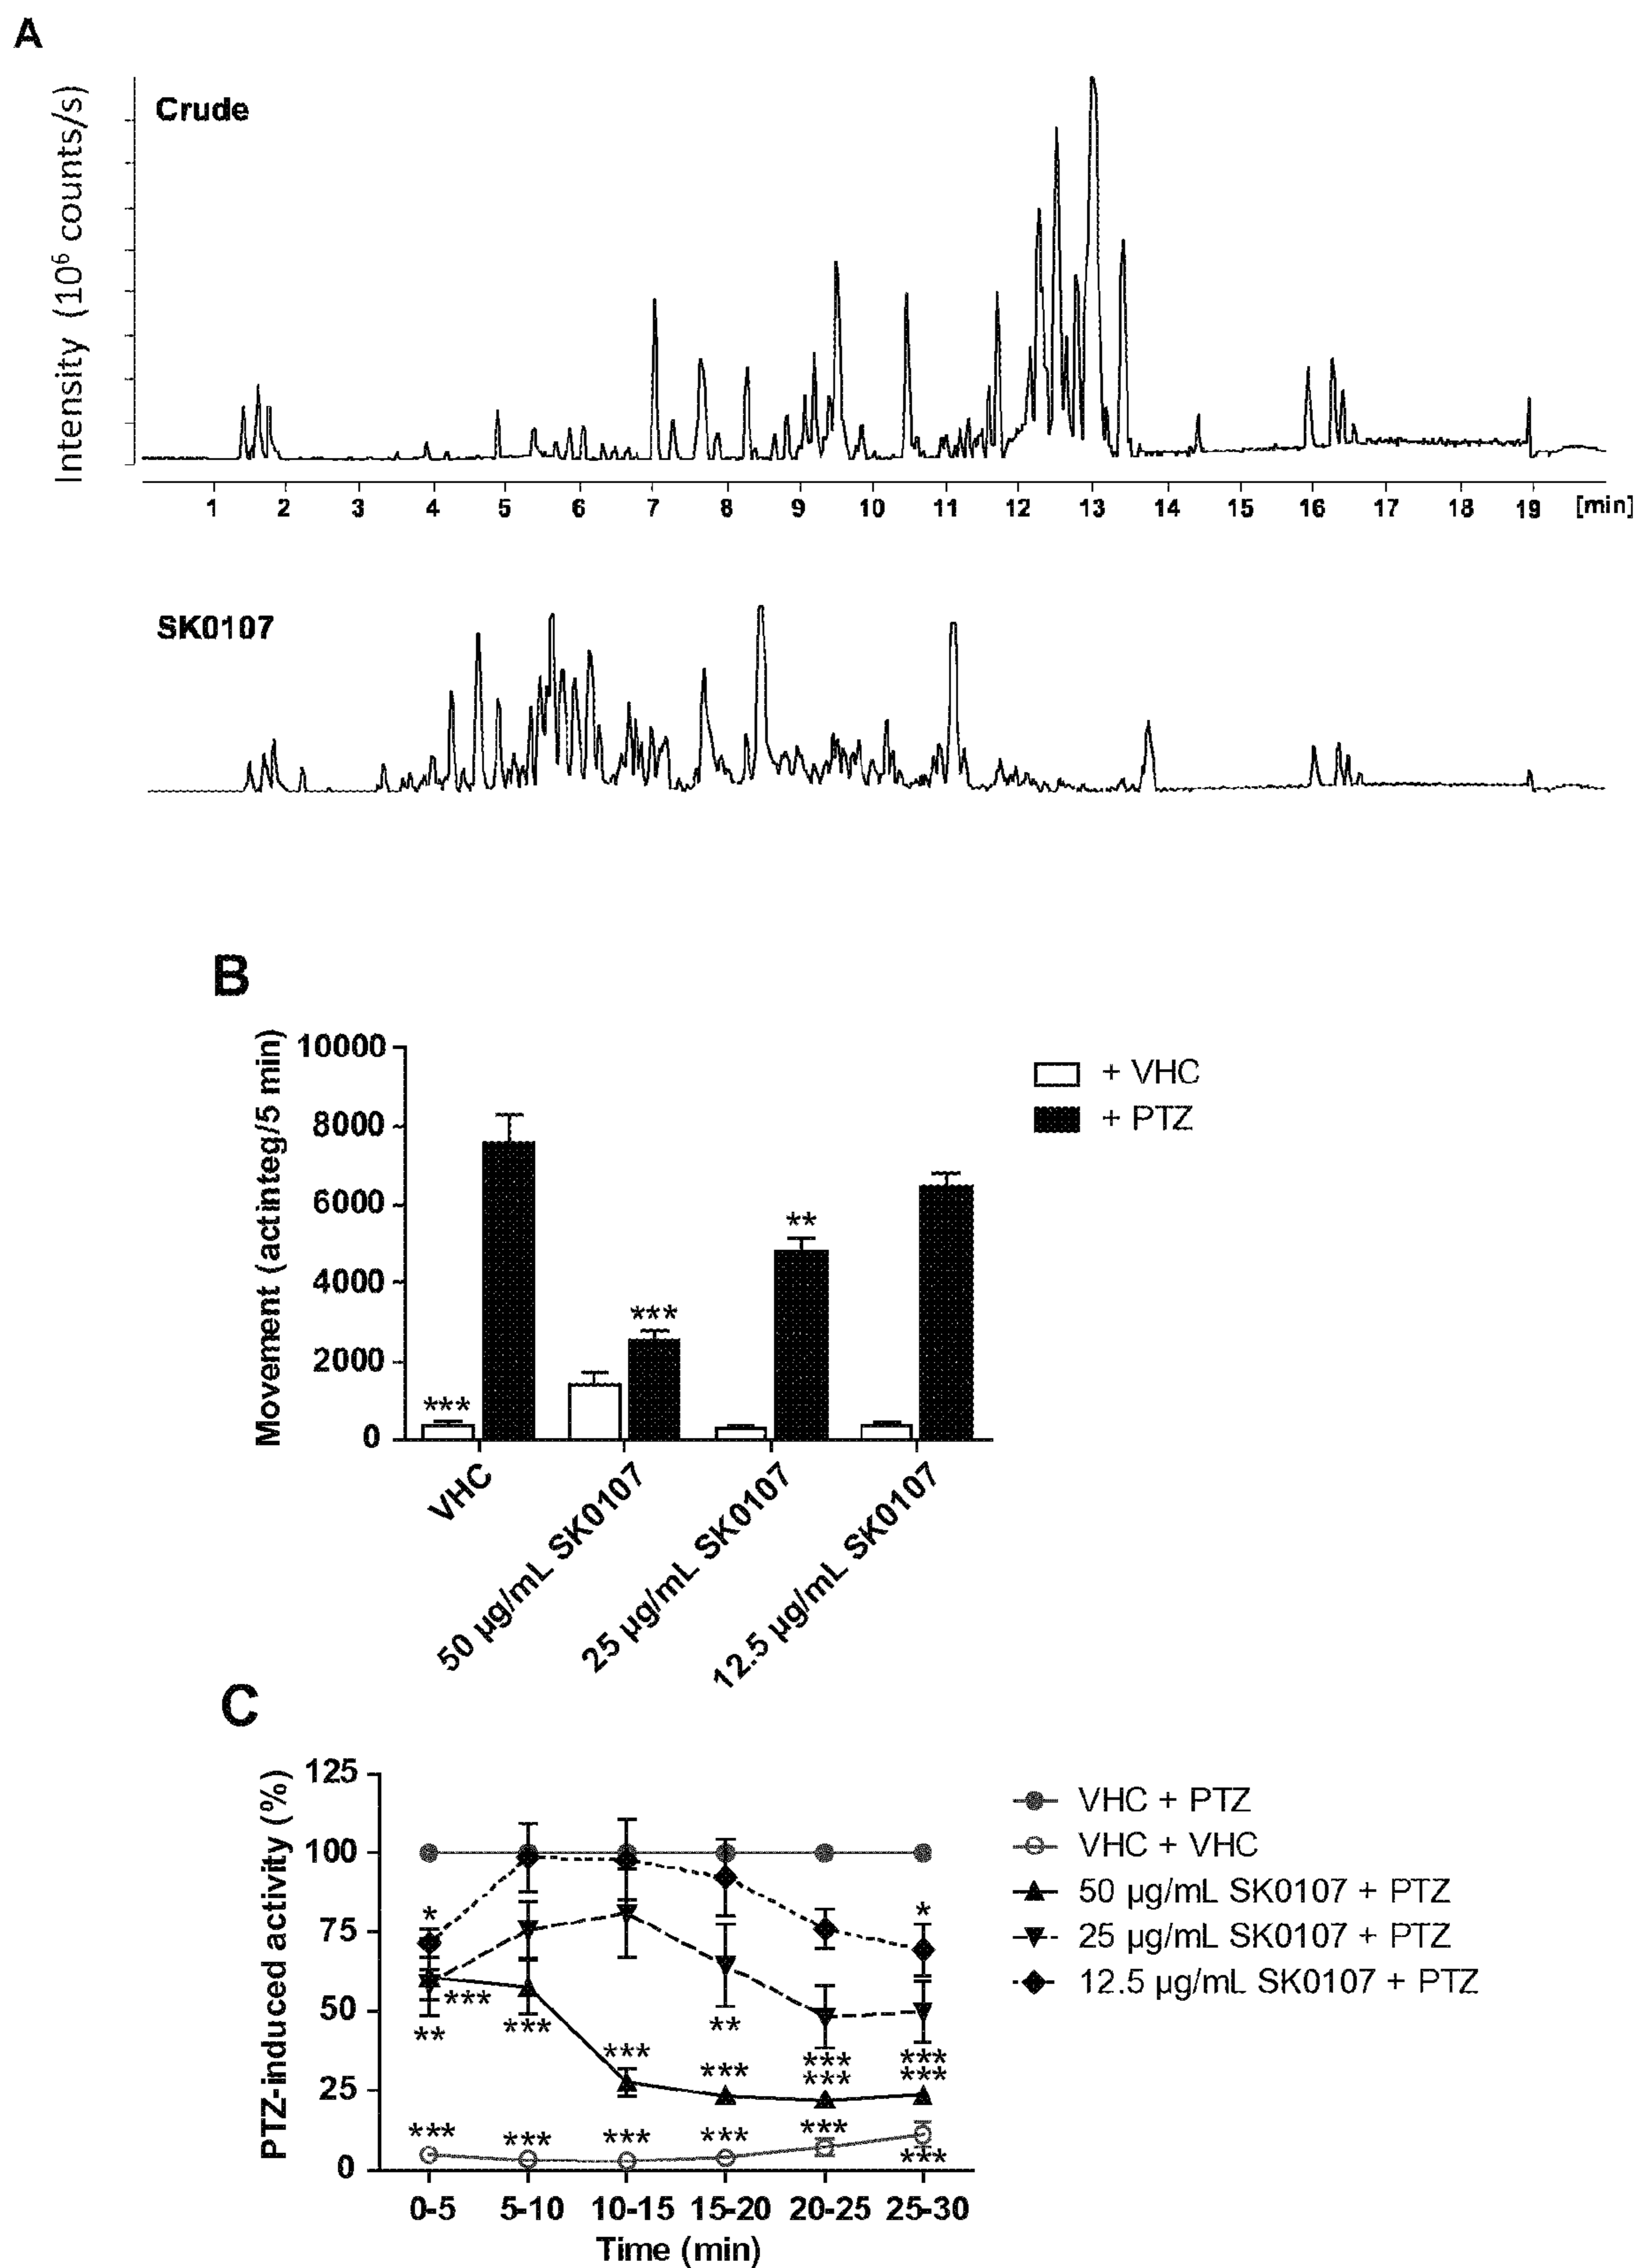 A
Intensity (10⁶ counts/s)
Crude
1 2 3 4 5 6 7 8 9 10 11 12 13 14 15 16 17 18 19 [min]
SK0107
B
Movement (actinteg/5 min)
10000
8000
6000
4000
2000
0
+ VHC
+ PTZ
***
***
**
VHC
50 µg/mL SK0107
25 µg/mL SK0107
12.5 µg/mL SK0107
C
PTZ-induced activity (%)
125
100
75
50
25
0
VHC + PTZ
VHC + VHC
50 µg/mL SK0107 + PTZ
25 µg/mL SK0107 + PTZ
12.5 µg/mL SK0107 + PTZ
* *
***
** *** **
*** *** *** ***
*** ***
*** *** *** *** *** ***
0-5 5-10 10-15 15-20 20-25 25-30
Time (min)